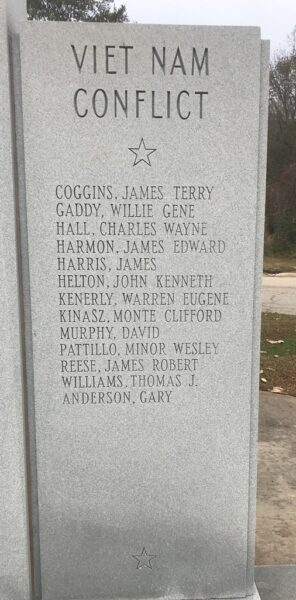 VIET NAM
CONFLICT
COGGINS, JAMES TERRY
GADDY, WILLIE GENE
HALL, CHARLES WAYNE
HARMON, JAMES EDWARD
HARRIS, JAMES
HELTON, JOHN KENNETH
KENERLY, WARREN EUGENE
KINASZ, MONTE CLIFFORD
MURPHY, DAVID
PATTILLO, MINOR WESLEY
REESE, JAMES ROBERT
WILLIAMS, THOMAS J.
ANDERSON, GARY